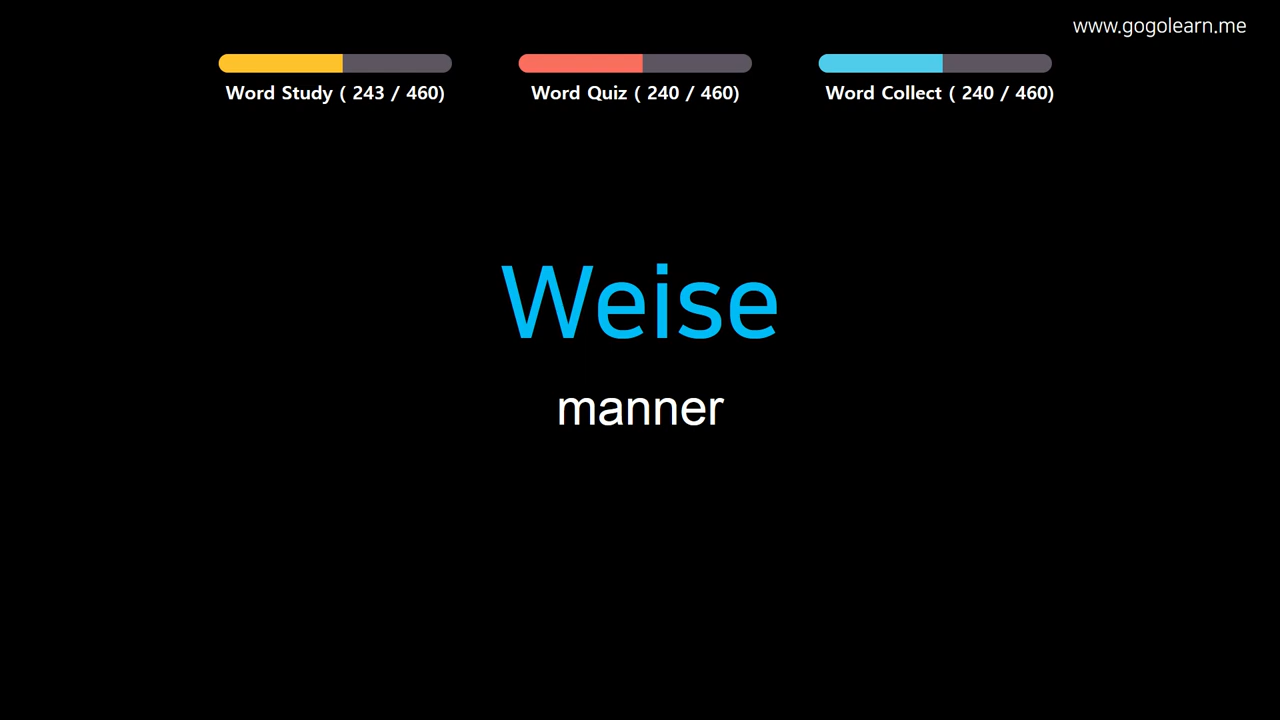 www.gogolearn.me
Word Study ( 243 / 460)
Word Quiz ( 240 / 460)
Word Collect ( 240 / 460)
Weise
manner